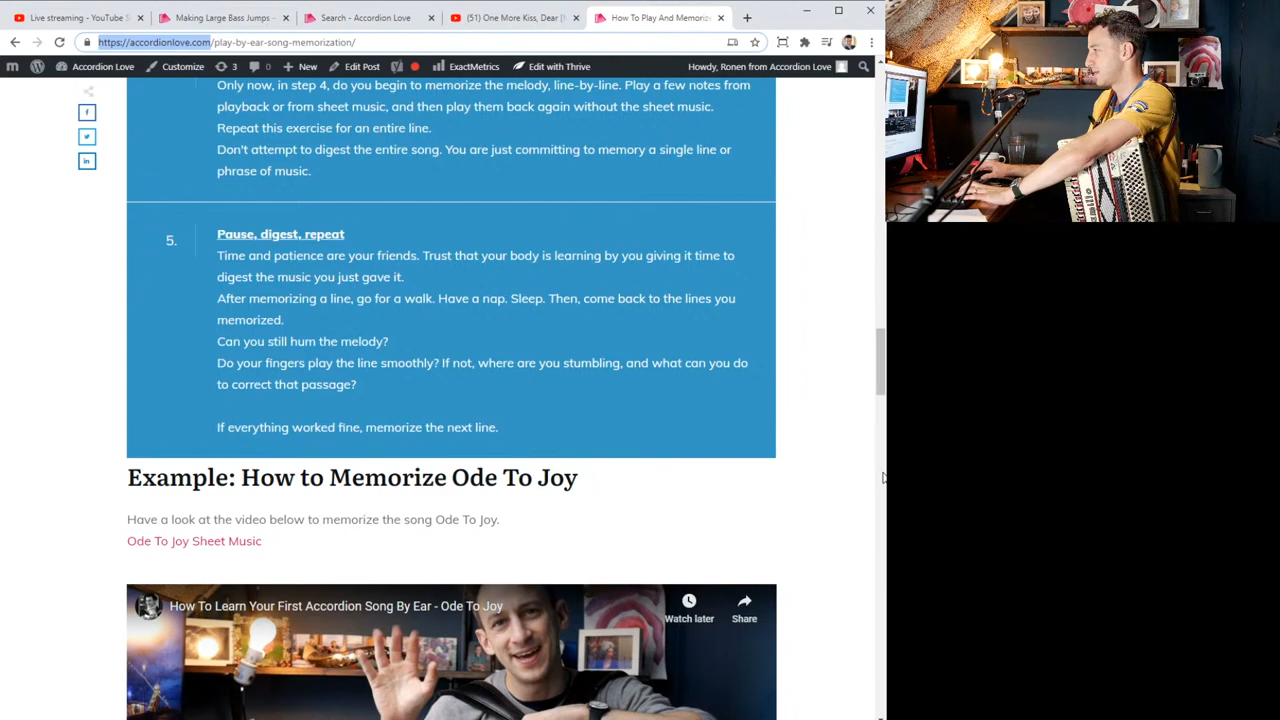 Live streaming - YouTube S
Making Large Bass Jumps -
Search - Accordion Love
(51) One More Kiss, Dear [
How To Play And Memoriz
https://accordionlove.com/play-by-ear-song-memorization/
Accordion Love
Customize
3
0
New
Edit Post
ExactMetrics
Edit with Thrive
Howdy, Ronen from Accordion Love
Only now, in step 4, do you begin to memorize the melody, line-by-line. Play a few notes from
playback or from sheet music, and then play them back again without the sheet music.
Repeat this exercise for an entire line.
Don't attempt to digest the entire song. You are just committing to memory a single line or
phrase of music.
5.
Pause, digest, repeat
Time and patience are your friends. Trust that your body is learning by you giving it time to
digest the music you just gave it.
After memorizing a line, go for a walk. Have a nap. Sleep. Then, come back to the lines you
memorized.
Can you still hum the melody?
Do your fingers play the line smoothly? If not, where are you stumbling, and what can you do
to correct that passage?
If everything worked fine, memorize the next line.
Example: How to Memorize Ode To Joy
Have a look at the video below to memorize the song Ode To Joy.
Ode To Joy Sheet Music
How To Learn Your First Accordion Song By Ear - Ode To Joy
Watch later
Share